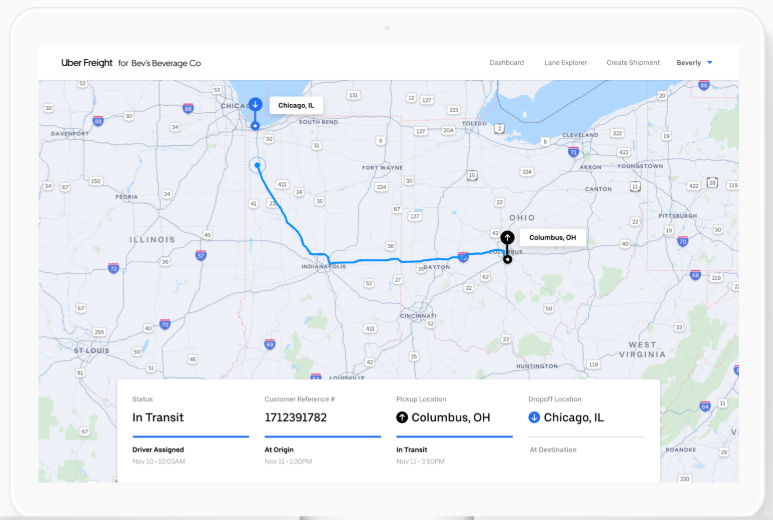 Uber Freight for Bev's Beverage Co
Dashboard
Lane Explorer
Create Shipment
Beverly
Chicago, IL
SOUTH BEND
TOLEDO
CLEVELAND
DAVENPORT
AKRON
YOUNGSTOWN
FORT WAYNE
CANTON
PEORIA
OHIO
PITTSBURGH
Columbus, OH
ILLINOIS
INDIANAPOLIS
DAYTON
COLUMBUS
CINCINNATI
ST LOUIS
WEST
VIRGINIA
HUNTINGTON
LOUISVILLE
ROANOKE
Status
In Transit
Customer Reference #
1712391782
Pickup Location
Columbus, OH
Dropoff Location
Chicago, IL
Driver Assigned
Nov 10 • 10:03AM
At Origin
Nov 11 • 1:20PM
In Transit
Nov 11 • 3:50PM
At Destination